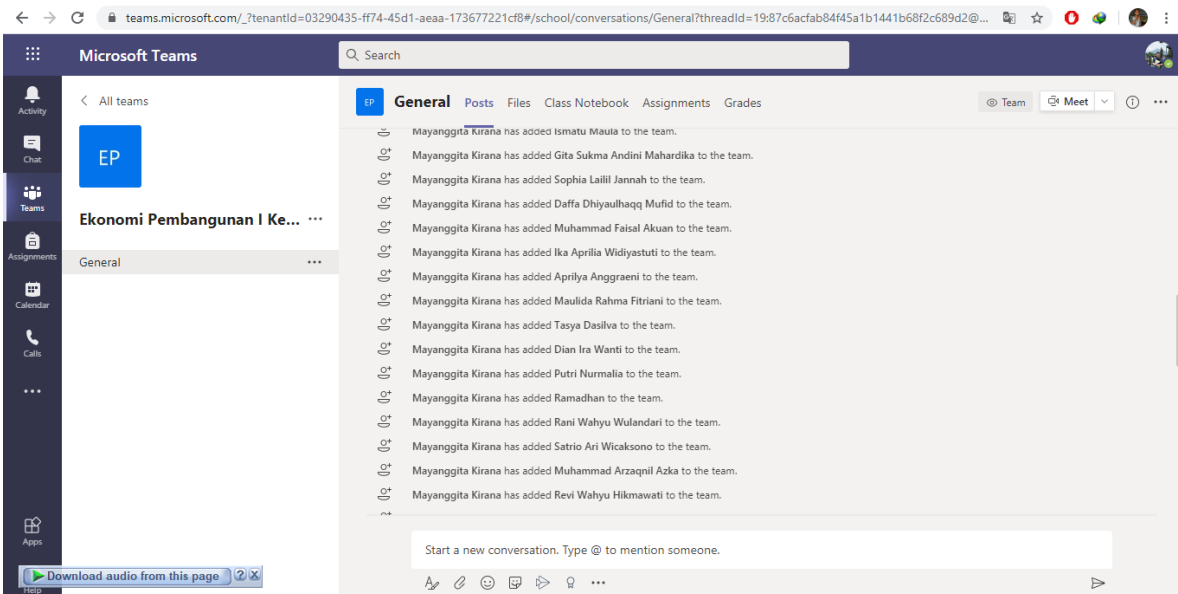 teams.microsoft.com/_?tenantId=03290435-ff74-45d1-aeaa-173677221cf8#/school/conversations/General?threadId=19:87c6acfab84f45a1b1441b68f2c689d2@...
Microsoft Teams
Search
Activity
Chat
Teams
Assignments
Calendar
Calls
Apps
Help
All teams
EP
Ekonomi Pembangunan I Ke... ...
General ...
EP General Posts Files Class Notebook Assignments Grades Team Meet
Mayanggita Kirana has added Ismatu Maula to the team.
Mayanggita Kirana has added Gita Sukma Andini Mahardika to the team.
Mayanggita Kirana has added Sophia Lailil Jannah to the team.
Mayanggita Kirana has added Daffa Dhiyaulhaqq Mufid to the team.
Mayanggita Kirana has added Muhammad Faisal Akuan to the team.
Mayanggita Kirana has added Ika Aprilia Widiyastuti to the team.
Mayanggita Kirana has added Aprilya Anggraeni to the team.
Mayanggita Kirana has added Maulida Rahma Fitriani to the team.
Mayanggita Kirana has added Tasya Dasilva to the team.
Mayanggita Kirana has added Dian Ira Wanti to the team.
Mayanggita Kirana has added Putri Nurmalia to the team.
Mayanggita Kirana has added Ramadhan to the team.
Mayanggita Kirana has added Rani Wahyu Wulandari to the team.
Mayanggita Kirana has added Satrio Ari Wicaksono to the team.
Mayanggita Kirana has added Muhammad Arzaqnil Azka to the team.
Mayanggita Kirana has added Revi Wahyu Hikmawati to the team.
Start a new conversation. Type @ to mention someone.
Download audio from this page ? X